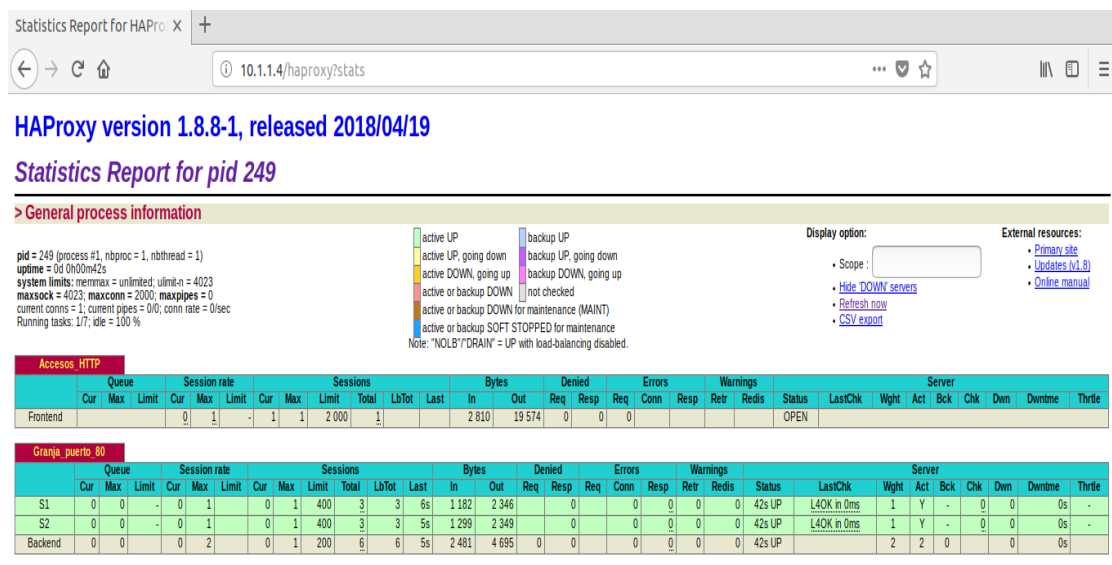 Statistics Report for HAPro
10.1.1.4/haproxy?stats
HAProxy version 1.8.8-1, released 2018/04/19
Statistics Report for pid 249
> General process information
pid = 249 (process #1, nbproc = 1, nbthread = 1)
uptime = 0d 0h00m42s
system limits: memmax = unlimited; ulimit-n = 4023
maxsock = 4023; maxconn = 2000; maxpipes = 0
current conns = 1; current pipes = 0/0; conn rate = 0/sec
Running tasks: 1/7; idle = 100 %
active UP backup UP
active UP, going down backup UP, going down
active DOWN, going up backup DOWN, going up
active or backup DOWN not checked
active or backup DOWN for maintenance (MAINT)
active or backup SOFT STOPPED for maintenance
Note: "NOLB"/"DRAIN" = UP with load-balancing disabled.
Display option:
• Scope :
• Hide 'DOWN' servers
• Refresh now
• CSV export
External resources:
• Primary site
• Updates (v1.8)
• Online manual
Accesos_HTTP
Queue Session rate Sessions Bytes Denied Errors Warnings Server
Cur Max Limit Cur Max Limit Cur Max Limit Total LbTot Last In Out Req Resp Req Conn Resp Retr Redis Status LastChk Wght Act Bck Chk Dwn Dwntme Thrtle
Frontend 0 1 - 1 1 2 000 1 2 810 19 574 0 0 0 OPEN
Granja_puerto_80
Queue Session rate Sessions Bytes Denied Errors Warnings Server
Cur Max Limit Cur Max Limit Cur Max Limit Total LbTot Last In Out Req Resp Req Conn Resp Retr Redis Status LastChk Wght Act Bck Chk Dwn Dwntme Thrtle
S1 0 0 - 0 1 0 1 400 3 3 6s 1 182 2 346 0 0 0 0 0 42s UP L4OK in 0ms 1 Y - 0 0 0s -
S2 0 0 - 0 1 0 1 400 3 3 5s 1 299 2 349 0 0 0 0 0 42s UP L4OK in 0ms 1 Y - 0 0 0s -
Backend 0 0 0 2 0 1 200 6 6 5s 2 481 4 695 0 0 0 0 0 0 42s UP 2 2 0 0 0s